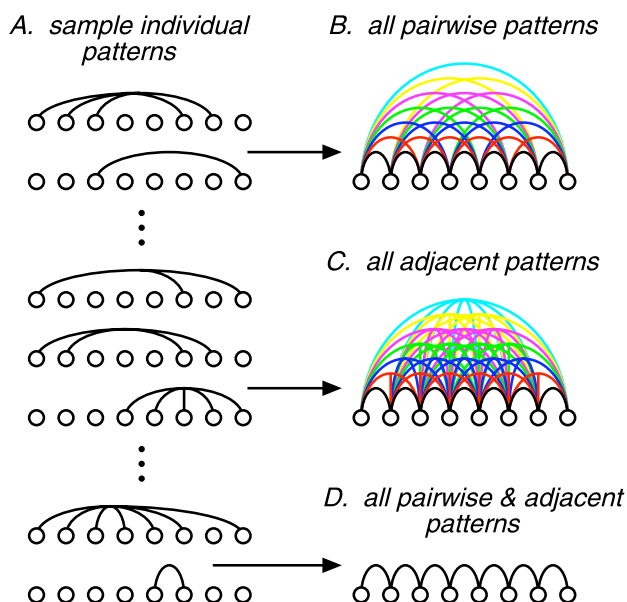 A. sample individual
patterns
B. all pairwise patterns
C. all adjacent patterns
D. all pairwise & adjacent
patterns